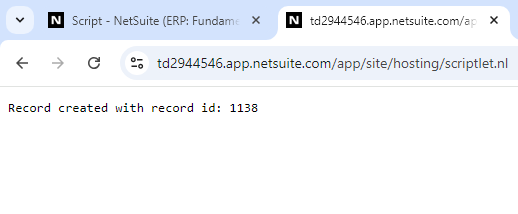 Script - NetSuite (ERP: Fundame
td2944546.app.netsuite.com/ap
td2944546.app.netsuite.com/app/site/hosting/scriptlet.nl
Record created with record id: 1138